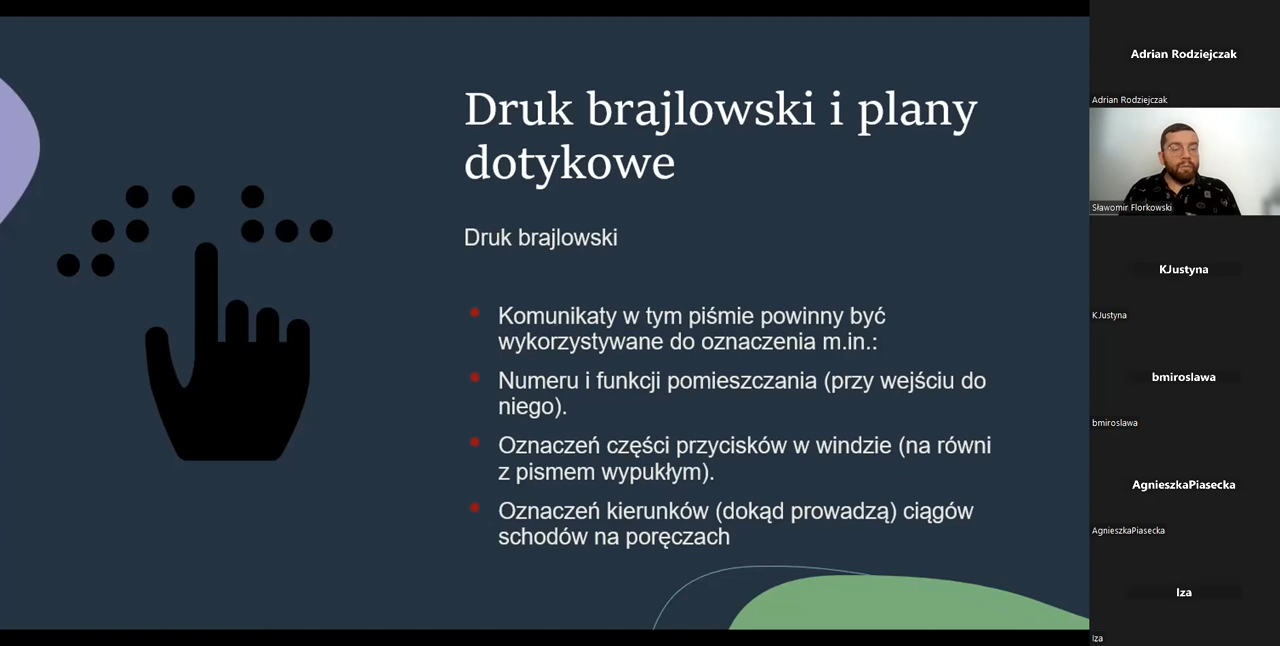 Druk brajlowski i plany
dotykowe
Druk brajlowski
Komunikaty w tym piśmie powinny być
wykorzystywane do oznaczenia m.in.:
Numeru i funkcji pomieszczania (przy wejściu do
niego).
Oznaczeń części przycisków w windzie (na równi
z pismem wypukłym).
Oznaczeń kierunków (dokąd prowadzą) ciągów
schodów na poręczach
Adrian Rodziejczak
Adrian Rodziejczak
Sławomir Florkowski
KJustyna
KJustyna
bmiroslawa
bmiroslawa
AgnieszkaPiasecka
AgnieszkaPiasecka
Iza
Iza